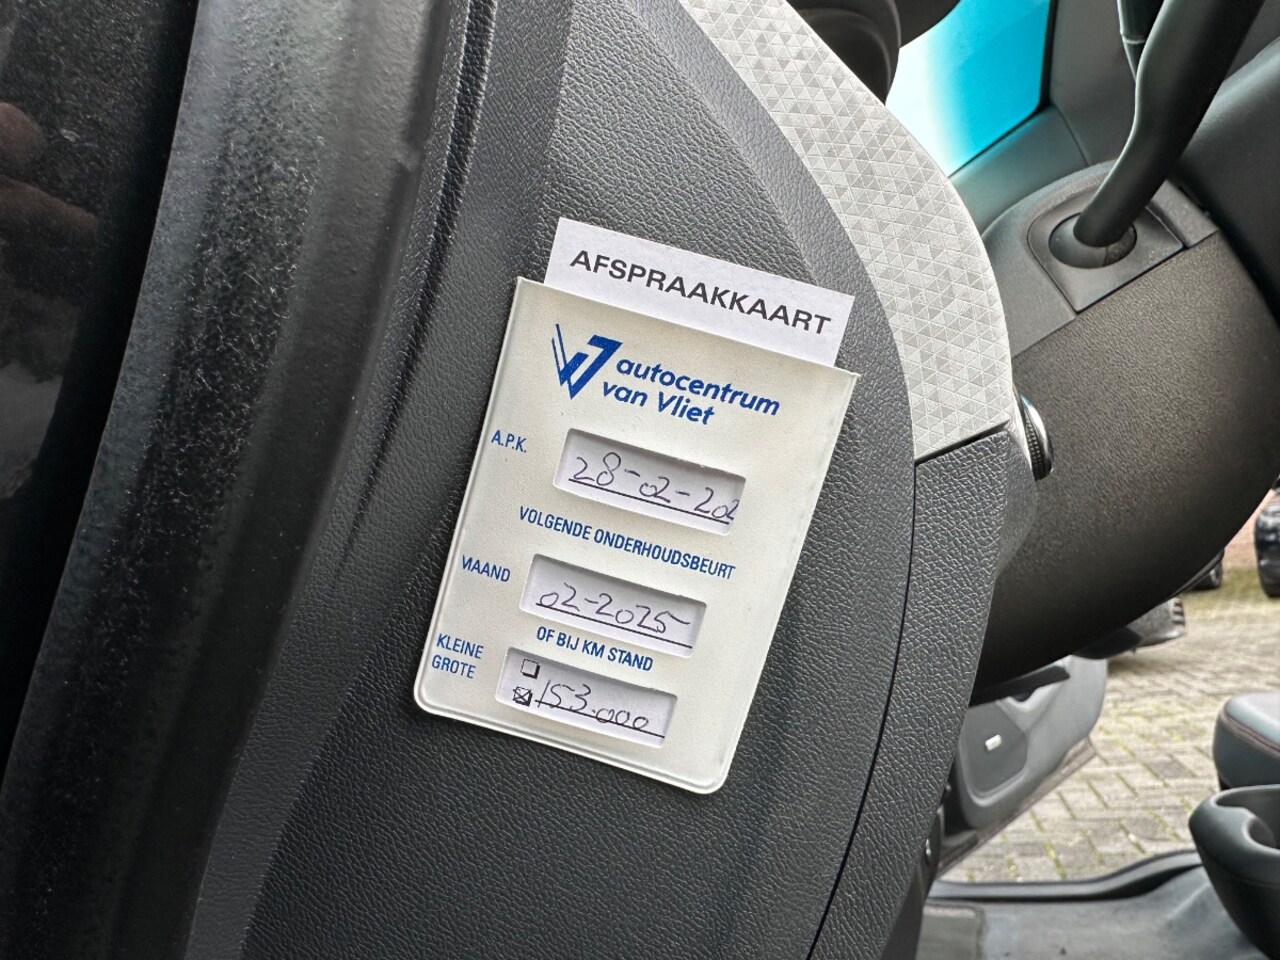 AFSPRAAKKAART
autocentrum
van Vliet
A.P.K.
28-02-202
VOLGENDE ONDERHOUDSBEURT
MAAND
02-2025
OF BIJ KM STAND
KLEINE
GROTE
153.000